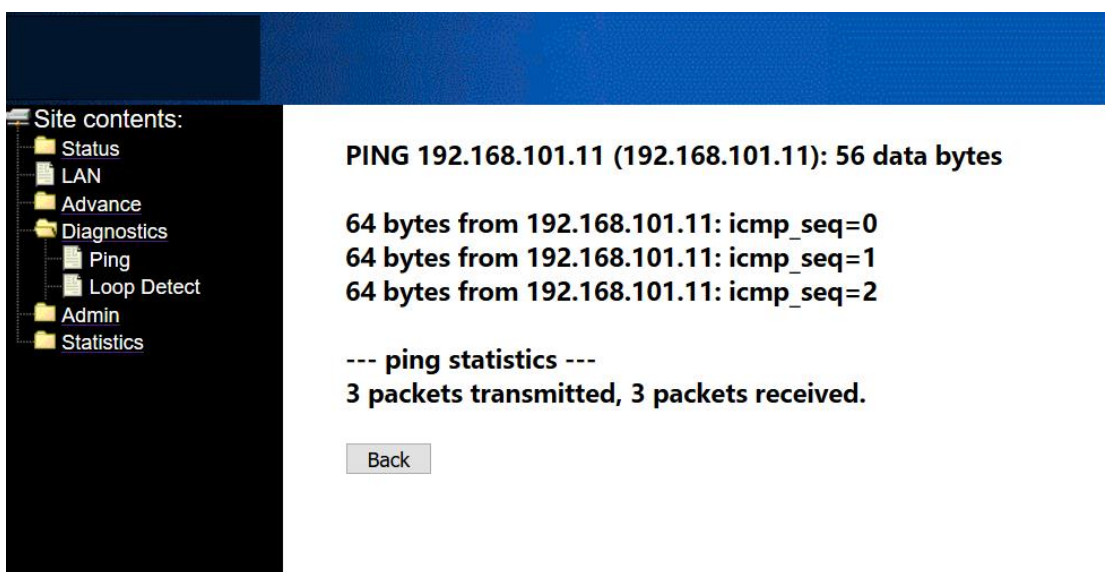 Site contents:
Status
LAN
Advance
Diagnostics
Ping
Loop Detect
Admin
Statistics
PING 192.168.101.11 (192.168.101.11): 56 data bytes
64 bytes from 192.168.101.11: icmp_seq=0
64 bytes from 192.168.101.11: icmp_seq=1
64 bytes from 192.168.101.11: icmp_seq=2
--- ping statistics ---
3 packets transmitted, 3 packets received.
Back